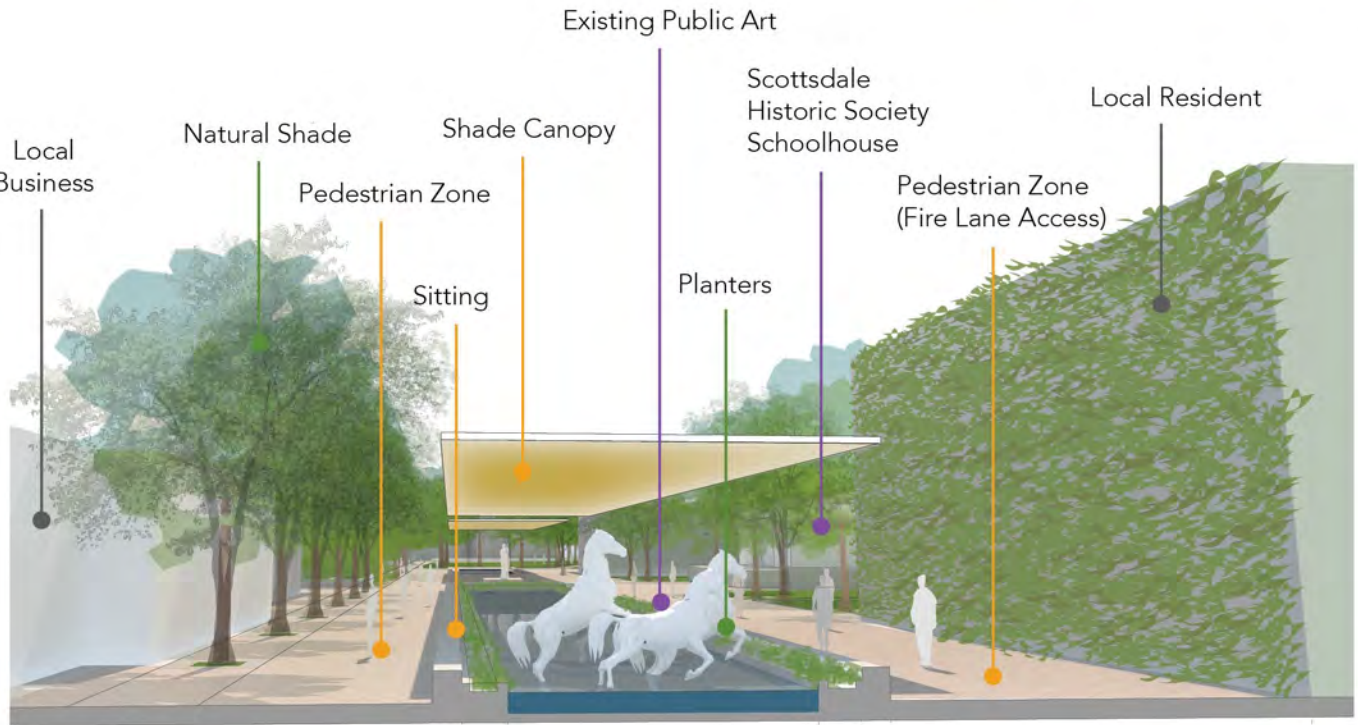 Existing Public Art
Scottsdale
Historic Society
Schoolhouse
Local Resident
Natural Shade
Shade Canopy
Local
Business
Pedestrian Zone
Pedestrian Zone
(Fire Lane Access)
Sitting
Planters